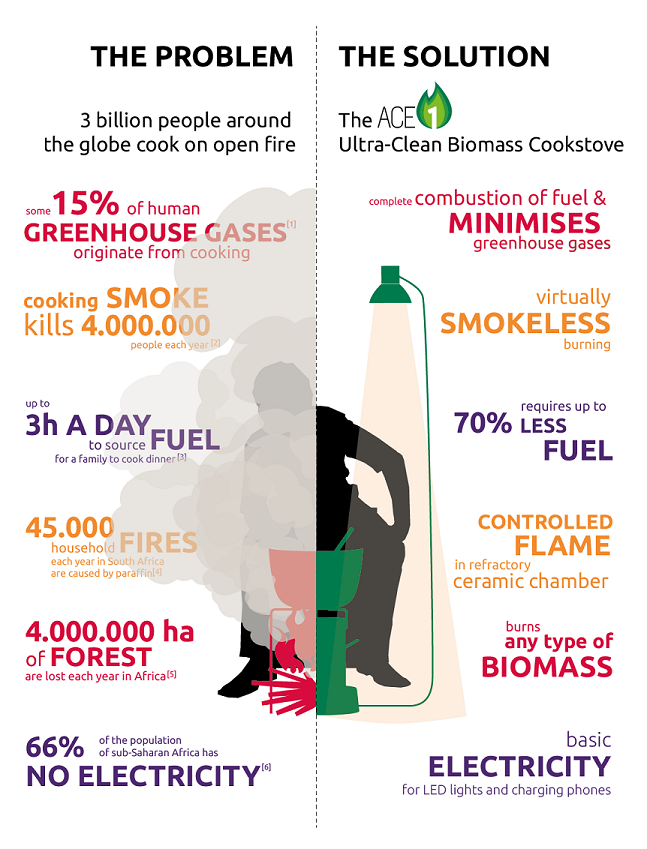 THE PROBLEM
3 billion people around
the globe cook on open fire
some 15% of human
GREENHOUSE GASES[1]
originate from cooking
cooking SMOKE
kills 4.000.000
people each year [2]
up to
3h A DAY
to source FUEL
for a family to cook dinner [3]
45.000
household FIRES
each year in South Africa
are caused by paraffin[4]
4.000.000 ha
of FOREST
are lost each year in Africa[5]
66% of the population
of sub-Saharan Africa has
NO ELECTRICITY[6]
THE SOLUTION
The ACE 1
Ultra-Clean Biomass Cookstove
complete combustion of fuel &
MINIMISES
greenhouse gases
virtually
SMOKELESS
burning
requires up to
70% LESS
FUEL
CONTROLLED
FLAME
in refractory
ceramic chamber
burns
any type of
BIOMASS
basic
ELECTRICITY
for LED lights and charging phones